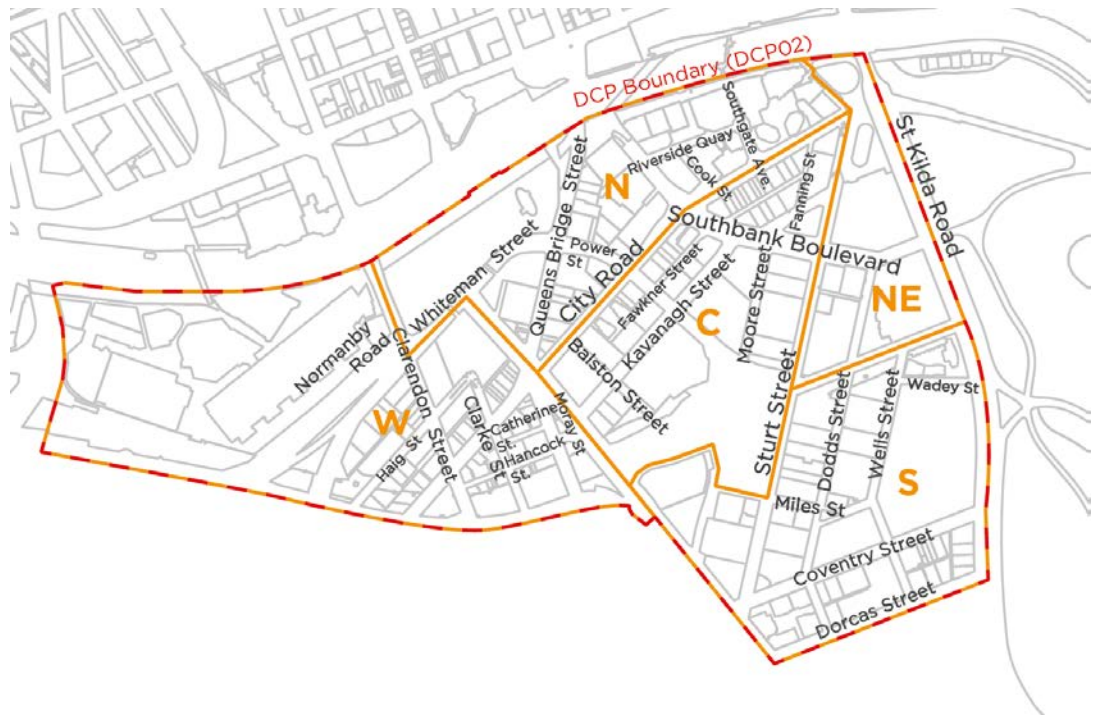 DCP Boundary (DCP02)
St Kilda Road
Southgate Ave.
Riverside Quay
Cook St
Fanning St
N
Queens Bridge Street
Southbank Boulevard
Power
St
City Road
Whiteman Street
Normanby
Road
Clarendon Street
Fawkner Street
Kavanagh Street
C
Moore Street
NE
Balston Street
Sturt Street
W
Haig St
Clarke St
Catherine
St.
Hancock
St.
Moray St
Wadey St
Dodds Street
Wells Street
S
Miles St
Coventry Street
Dorcas Street